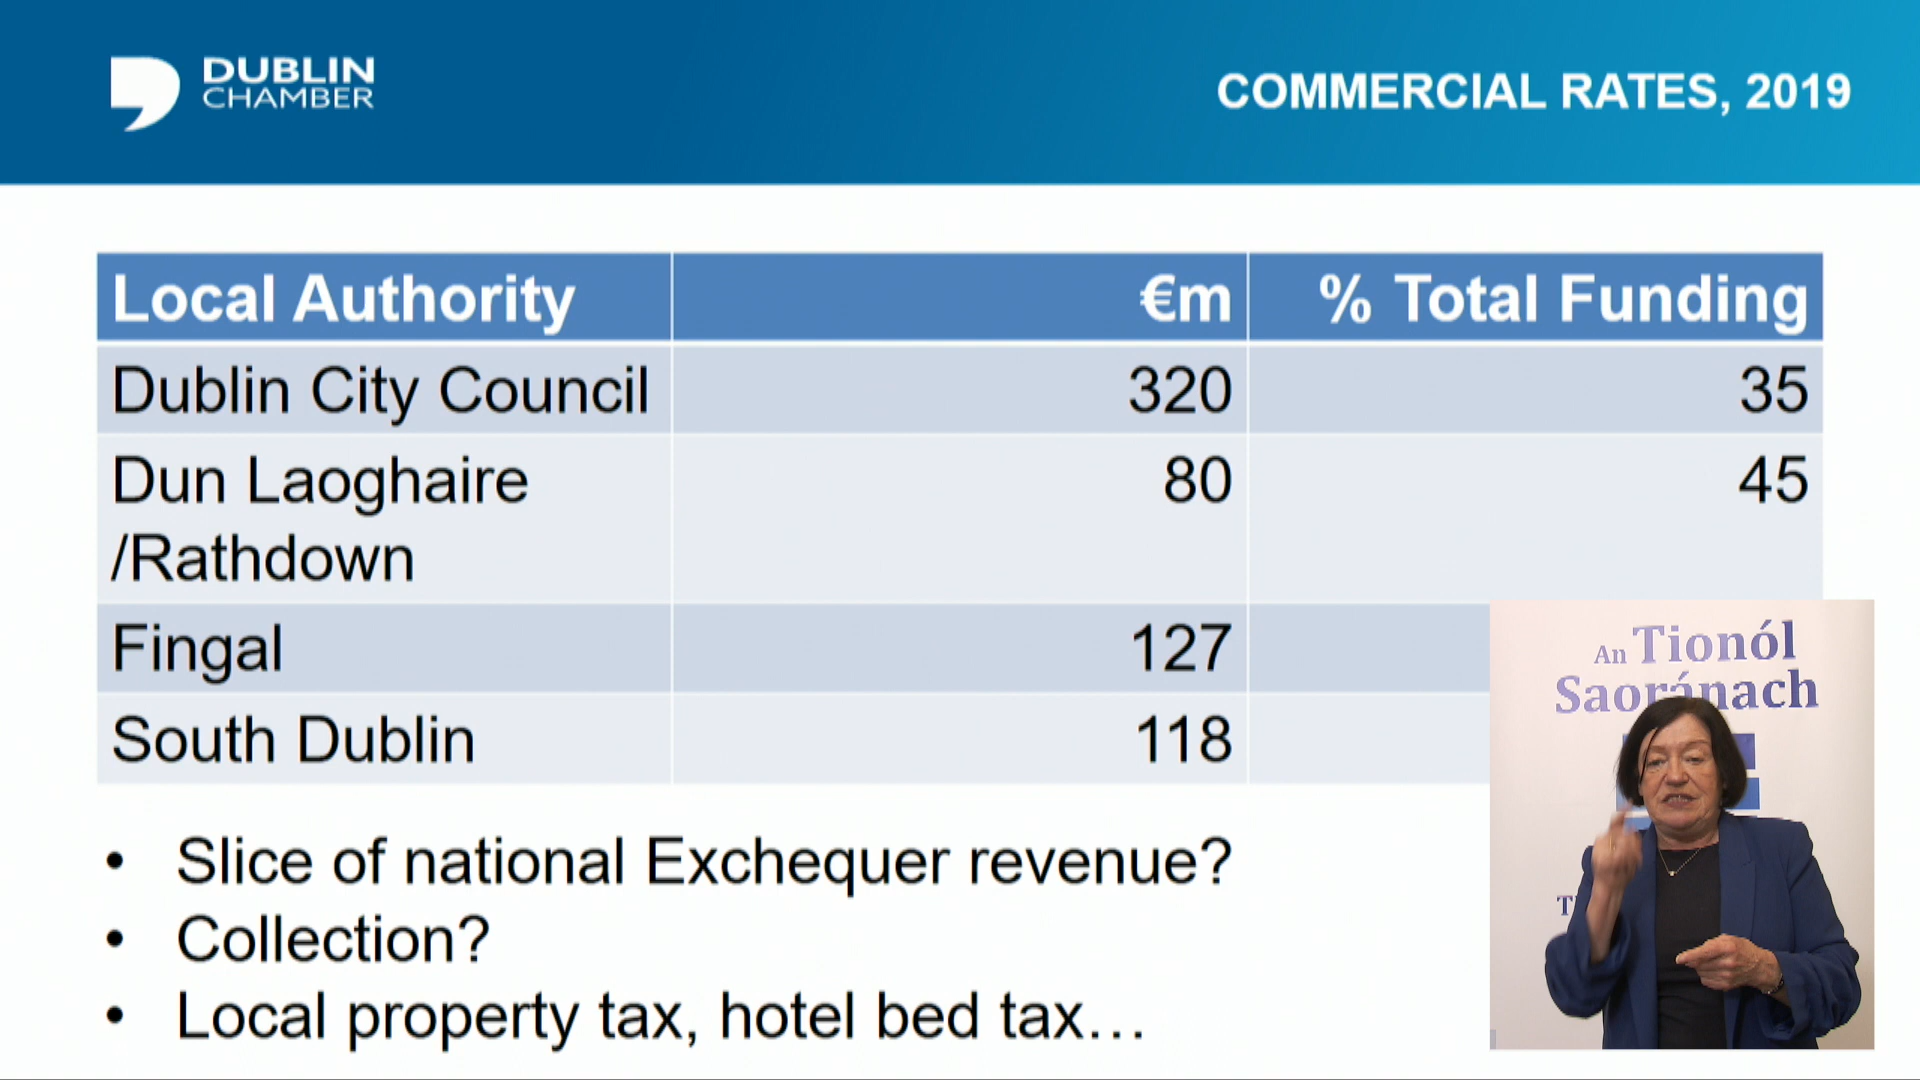 DUBLIN
CHAMBER
COMMERCIAL RATES, 2019
Local Authority €m % Total Funding
Dublin City Council 320 35
Dun Laoghaire 80 45
/Rathdown
Fingal 127
South Dublin 118
An Tionól
Saoránach
• Slice of national Exchequer revenue?
• Collection?
• Local property tax, hotel bed tax…